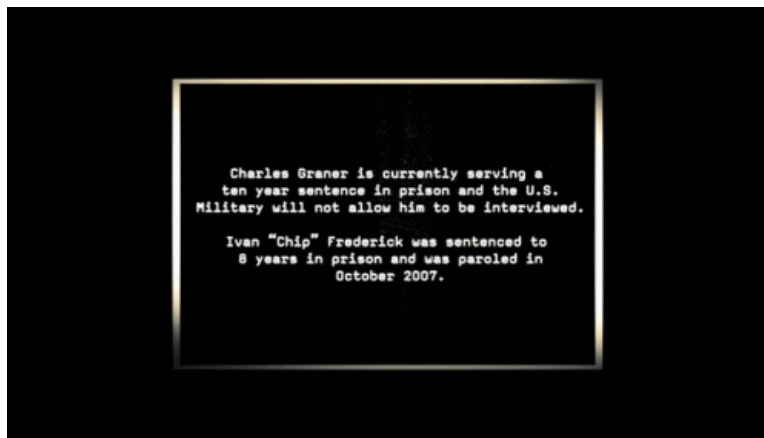 Charles Graner is currently serving a
ten year sentence in prison and the U.S.
Military will not allow him to be interviewed.
Ivan “Chip” Frederick was sentenced to
8 years in prison and was paroled in
October 2007.